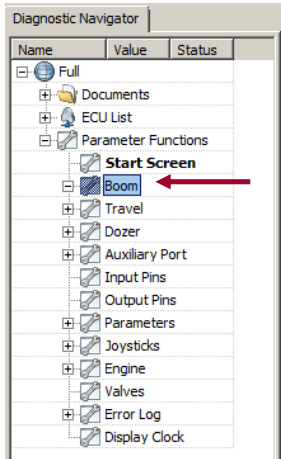 Diagnostic Navigator
Name Value Status
Full
Documents
ECU List
Parameter Functions
Start Screen
Boom
Travel
Dozer
Auxiliary Port
Input Pins
Output Pins
Parameters
Joysticks
Engine
Valves
Error Log
Display Clock